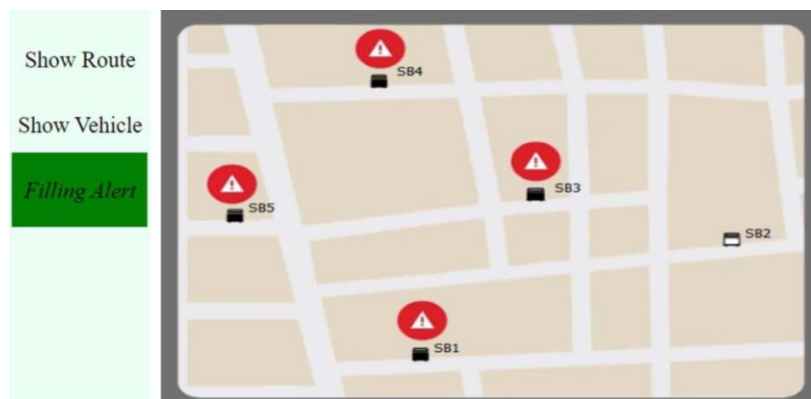 Show Route
Show Vehicle
Filling Alert
SB4
SB3
SB5
SB2
SB1